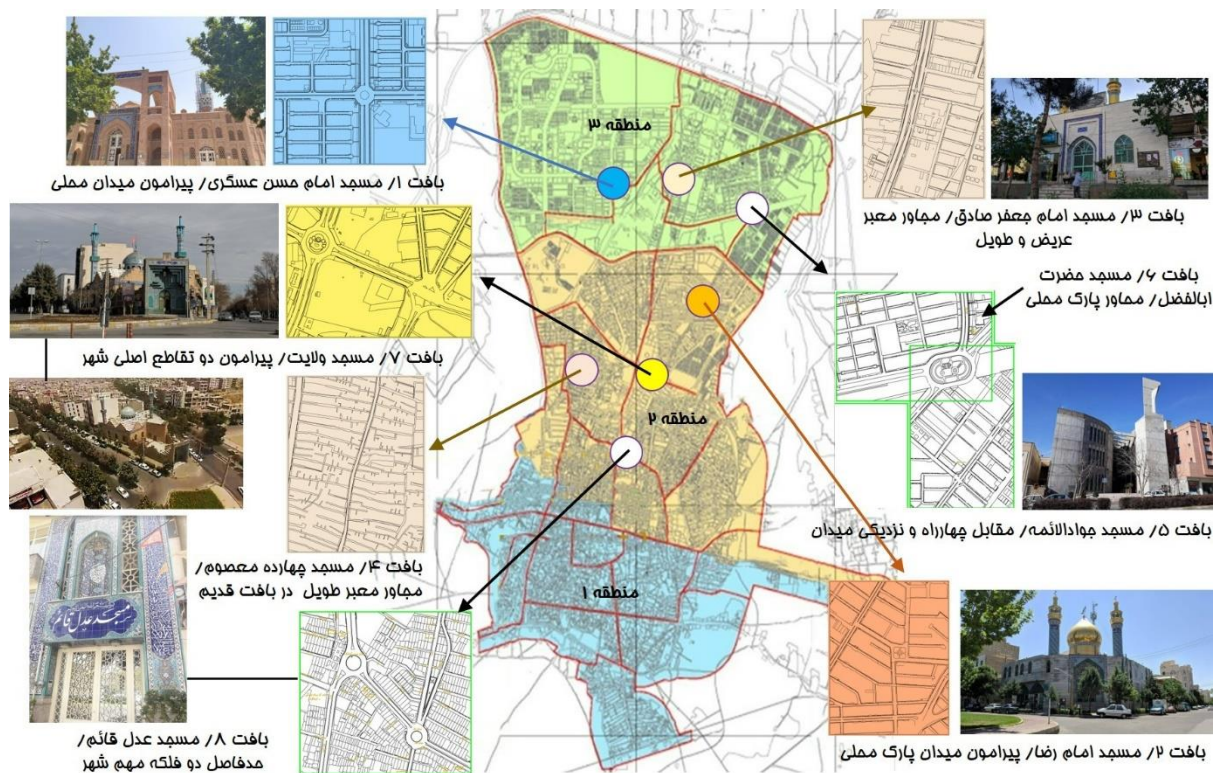 منطقه ۳
بافت ۱/ مسجد امام حسن عسگری/ پیرامون میدان محلی
بافت ۳/ مسجد امام جعفر صادق/ مجاور معبر
عریض و طویل
بافت ۶/ مسجد حضرت
ابالفضل/ مجاور پارک محلی
بافت ۷/ مسجد ولایت/ پیرامون دو تقاطع اصلی شهر
منطقه ۲
بافت ۵/ مسجد جوادالائمه/ مقابل چهارراه و نزدیکی میدان
بافت ۴/ مسجد چهارده معصوم/
مجاور معبر طویل در بافت قدیم
منطقه ۱
مسجد عدل قائم
بافت ۸/ مسجد عدل قائم/
حدفاصل دو فلکه مهم شهر
بافت ۲/ مسجد امام رضا/ پیرامون میدان پارک محلی